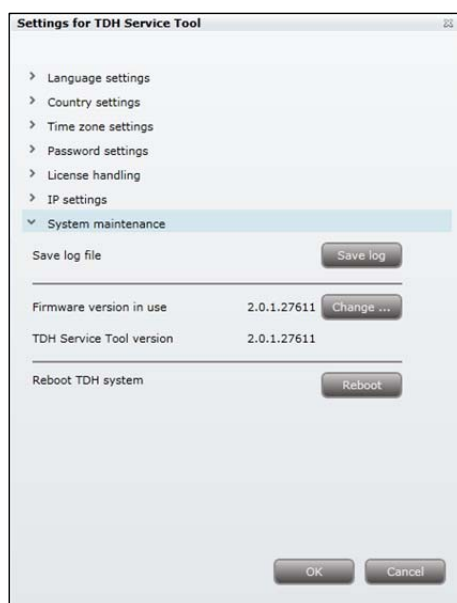 Settings for TDH Service Tool
Language settings
Country settings
Time zone settings
Password settings
License handling
IP settings
System maintenance
Save log file Save log
Firmware version in use 2.0.1.27611 Change ...
TDH Service Tool version 2.0.1.27611
Reboot TDH system Reboot
OK Cancel